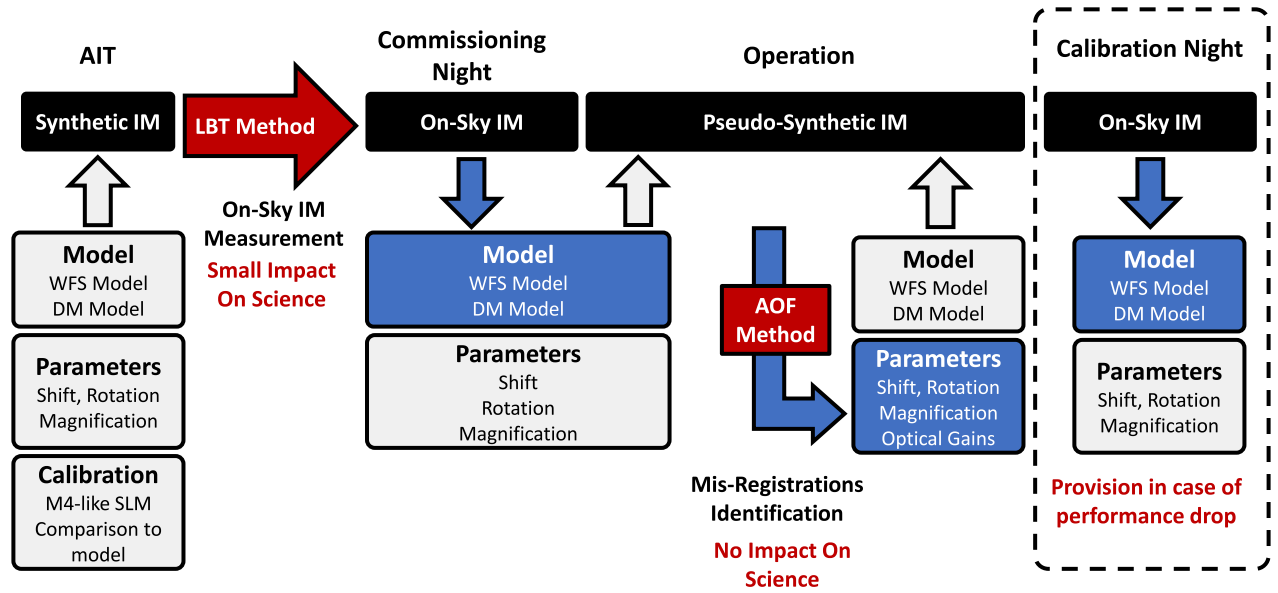 AIT
Synthetic IM
Model
WFS Model
DM Model
Parameters
Shift, Rotation
Magnification
Calibration
M4-like SLM
Comparison to
model
LBT Method
On-Sky IM
Measurement
Small Impact
On Science
Commissioning
Night
On-Sky IM
Model
WFS Model
DM Model
Parameters
Shift
Rotation
Magnification
Operation
Pseudo-Synthetic IM
AOF
Method
Mis-Registrations
Identification
No Impact On
Science
Model
WFS Model
DM Model
Parameters
Shift, Rotation
Magnification
Optical Gains
Calibration Night
On-Sky IM
Model
WFS Model
DM Model
Parameters
Shift, Rotation
Magnification
Provision in case of
performance drop